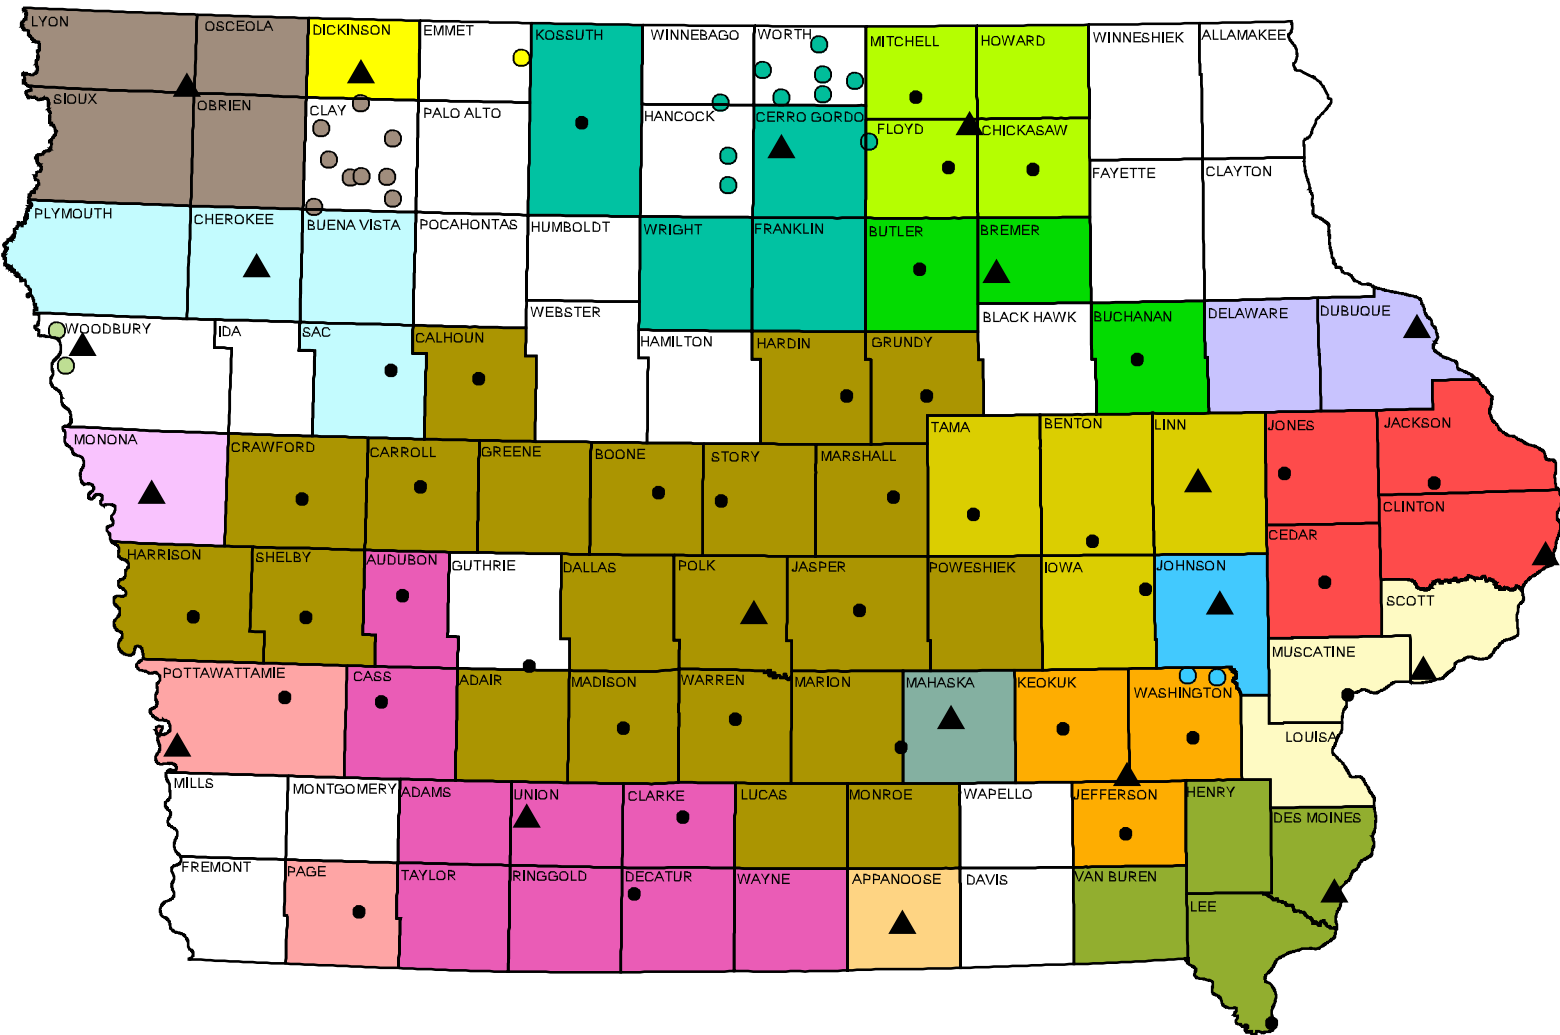 LYON
OSCEOLA
DICKINSON
EMMET
KOSSUTH
WINNEBAGO
WORTH
MITCHELL
HOWARD
WINNESHIEK
ALLAMAKEE
SIOUX
OBRIEN
CLAY
PALO ALTO
HANCOCK
CERRO GORDO
FLOYD
CHICKASAW
FAYETTE
CLAYTON
PLYMOUTH
CHEROKEE
BUENA VISTA
POCAHONTAS
HUMBOLDT
WRIGHT
FRANKLIN
BUTLER
BREMER
WOODBURY
IDA
SAC
CALHOUN
WEBSTER
HAMILTON
HARDIN
GRUNDY
BLACK HAWK
BUCHANAN
DELAWARE
DUBUQUE
MONONA
CRAWFORD
CARROLL
GREENE
BOONE
STORY
MARSHALL
TAMA
BENTON
LINN
JONES
JACKSON
CLINTON
CEDAR
HARRISON
SHELBY
AUDUBON
GUTHRIE
DALLAS
POLK
JASPER
POWESHIEK
IOWA
JOHNSON
SCOTT
MUSCATINE
POTTAWATTAMIE
CASS
ADAIR
MADISON
WARREN
MARION
MAHASKA
KEOKUK
WASHINGTON
LOUISA
MILLS
MONTGOMERY
ADAMS
UNION
CLARKE
LUCAS
MONROE
WAPELLO
JEFFERSON
HENRY
DES MOINES
FREMONT
PAGE
TAYLOR
RINGGOLD
DECATUR
WAYNE
APPANOOSE
DAVIS
VAN BUREN
LEE